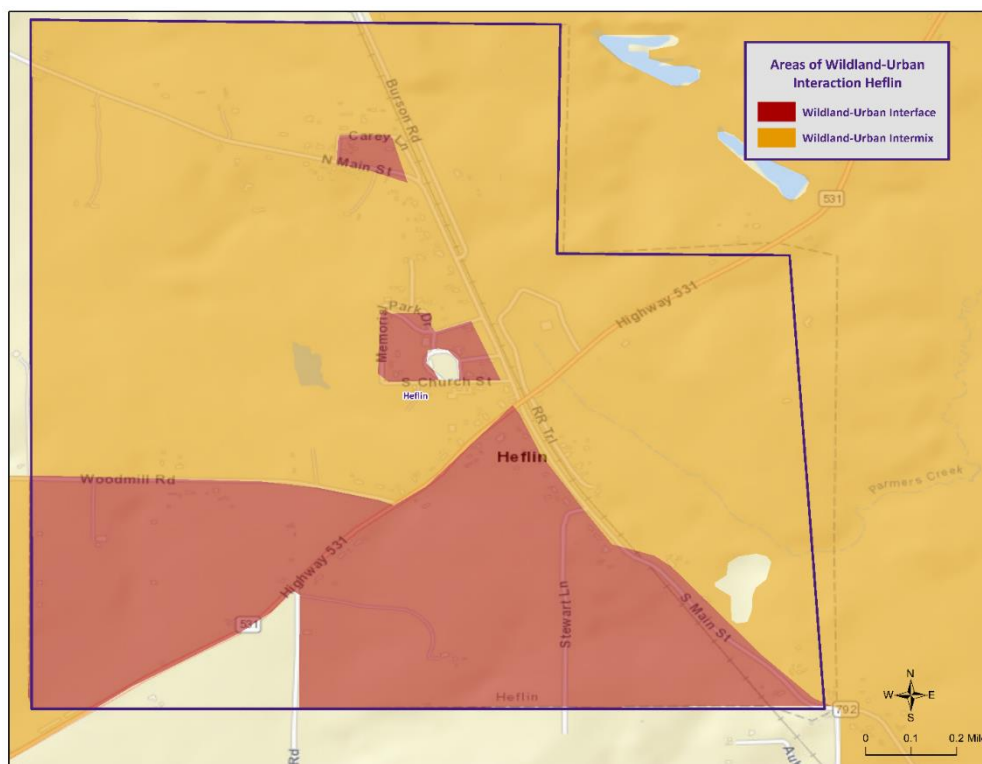 Areas of Wildland-Urban
Interaction Heflin
Wildland-Urban Interface
Wildland-Urban Intermix
Burson Rd
Carey Ln
N Main St
531
Highway 531
Park Dr
Memorial
S Church St
Heflin
RR Trl
Heflin
Woodmill Rd
Parmers Creek
Highway 531
Stewart Ln
S Main St
531
Heflin
792
N
W E
S
Rd
0 0.1 0.2 Mile